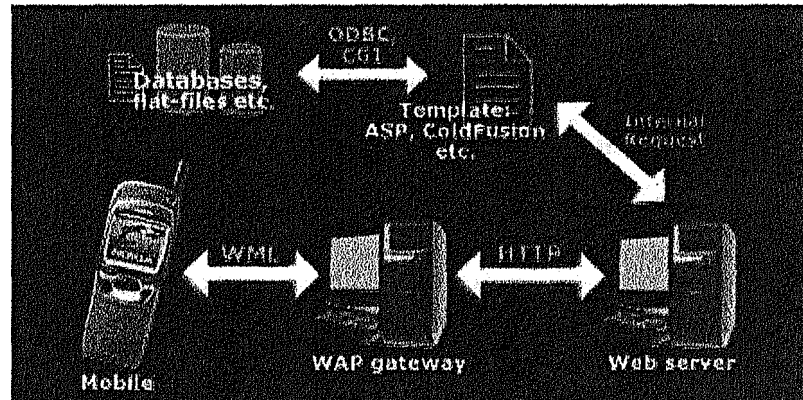 ODBC,
CGI
Databases,
flat-files etc.
Template:
ASP, ColdFusion
etc.
Internal
Request
WML
HTTP
WAP gateway
Web server
Mobile